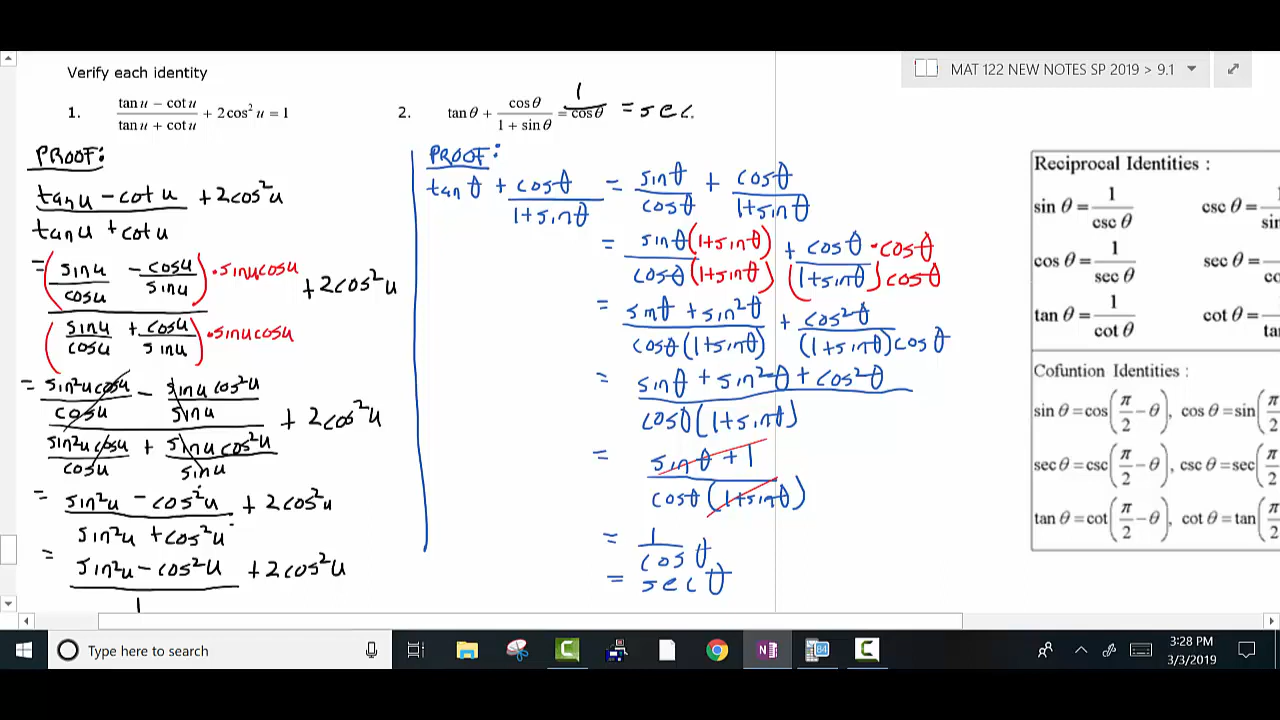 Verify each identity
MAT 122 NEW NOTES SP 2019 > 9.1
1. (tan u − cot u)/(tan u + cot u) + 2cos² u = 1
2. tan θ + cos θ/(1 + sin θ) = 1/cos θ = sec
PROOF:
(tan u − cot u)/(tan u + cot u) + 2cos²u
= (sin u/cos u − cos u/sin u)·sin u cos u / (sin u/cos u + cos u/sin u)·sin u cos u + 2cos²u
= (sin²u cos u/cos u − sin u cos²u/sin u)/(sin²u cos u/cos u + sin u cos²u/sin u) + 2cos²u
= (sin²u − cos²u)/(sin²u + cos²u) + 2cos²u
= (sin²u − cos²u)/1 + 2cos²u
PROOF:
tan θ + cos θ/(1+sin θ) = sin θ/cos θ + cos θ/(1+sin θ)
= sin θ(1+sin θ)/cos θ(1+sin θ) + cos θ·cos θ/(1+sin θ)cos θ
= (sin θ + sin²θ)/cos θ(1+sin θ) + cos²θ/(1+sin θ)cos θ
= (sin θ + sin²θ + cos²θ)/cos θ(1+sin θ)
= (sin θ + 1)/cos θ(1+sin θ)
= 1/cos θ
= sec θ
Reciprocal Identities :
sin θ = 1/csc θ csc θ =
cos θ = 1/sec θ sec θ =
tan θ = 1/cot θ cot θ =
Cofuntion Identities :
sin θ = cos(π/2 − θ), cos θ = sin(π/2
sec θ = csc(π/2 − θ), csc θ = sec(π/2
tan θ = cot(π/2 − θ) cot θ = tan(π/2
Type here to search
3:28 PM
3/3/2019